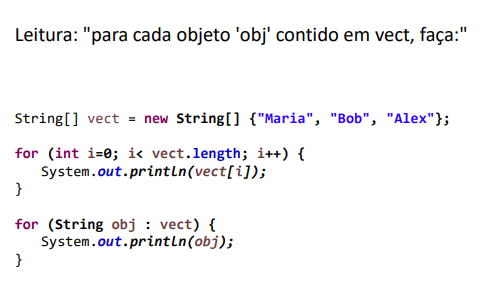 Leitura: "para cada objeto 'obj' contido em vect, faça:"
String[] vect = new String[] {"Maria", "Bob", "Alex"};
for (int i=0; i< vect.length; i++) {
System.out.println(vect[i]);
}
for (String obj : vect) {
System.out.println(obj);
}